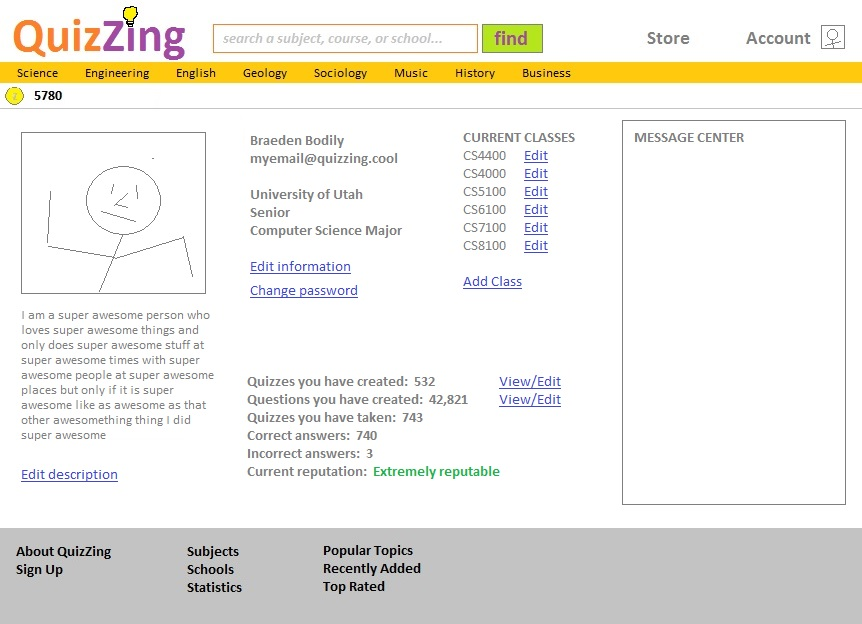 QuizZing
search a subject, course, or school...
find
Store
Account
Science Engineering English Geology Sociology Music History Business
5780
Braeden Bodily
myemail@quizzing.cool
University of Utah
Senior
Computer Science Major
Edit information
Change password
CURRENT CLASSES
CS4400 Edit
CS4000 Edit
CS5100 Edit
CS6100 Edit
CS7100 Edit
CS8100 Edit
Add Class
MESSAGE CENTER
I am a super awesome person who
loves super awesome things and
only does super awesome stuff at
super awesome times with super
awesome people at super awesome
places but only if it is super
awesome like as awesome as that
other awesomething thing I did
super awesome
Edit description
Quizzes you have created: 532 View/Edit
Questions you have created: 42,821 View/Edit
Quizzes you have taken: 743
Correct answers: 740
Incorrect answers: 3
Current reputation: Extremely reputable
About QuizZing
Sign Up
Subjects
Schools
Statistics
Popular Topics
Recently Added
Top Rated